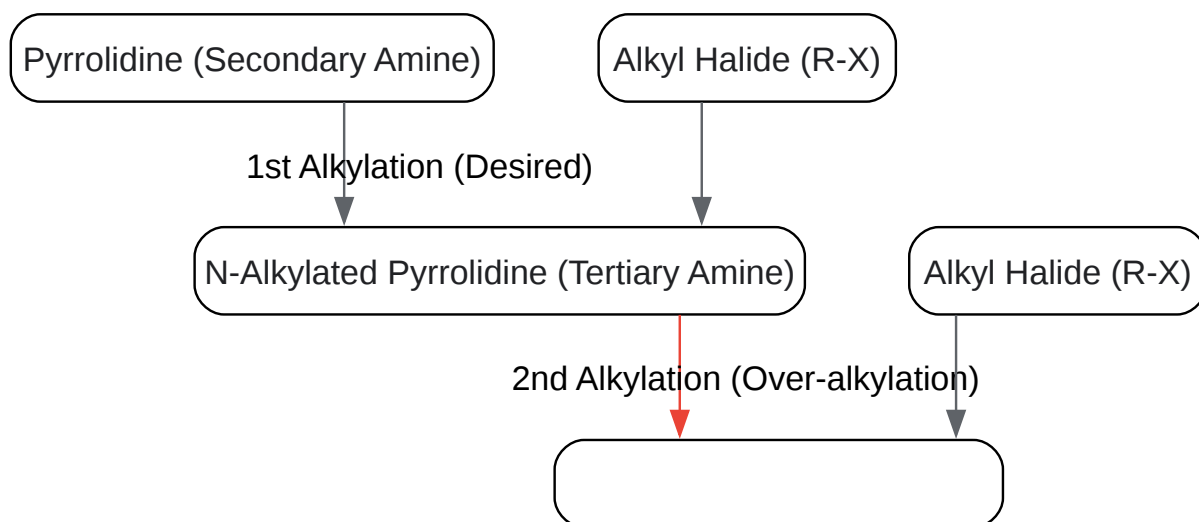 Pyrrolidine (Secondary Amine)
Alkyl Halide (R-X)
1st Alkylation (Desired)
N-Alkylated Pyrrolidine (Tertiary Amine)
Alkyl Halide (R-X)
2nd Alkylation (Over-alkylation)